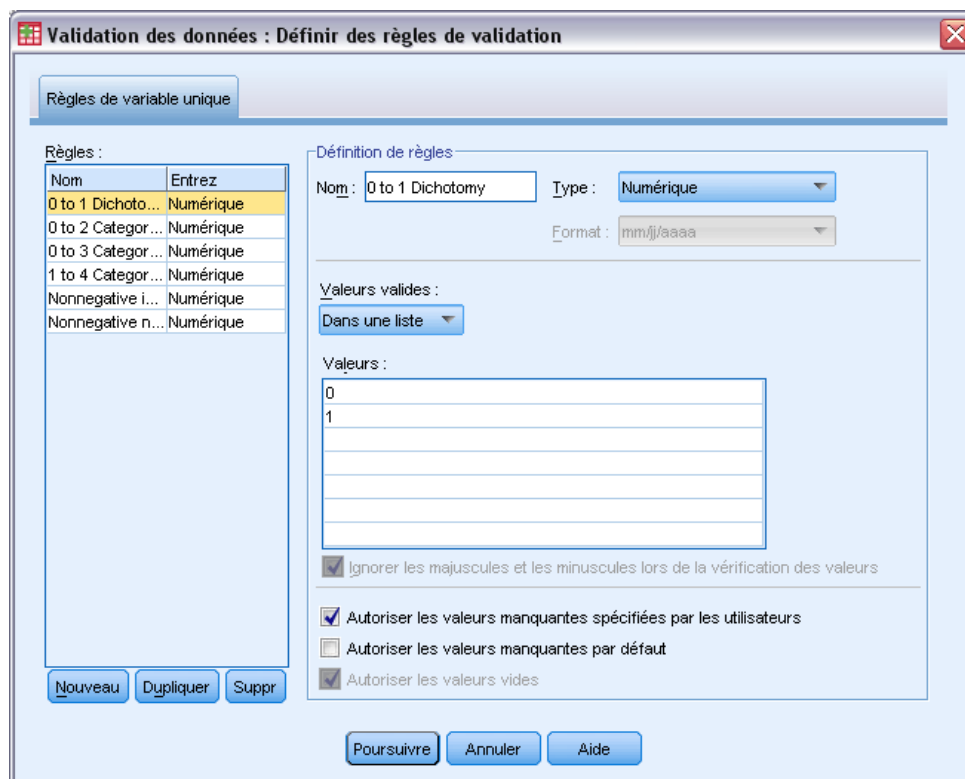 Validation des données : Définir des règles de validation
Règles de variable unique
Règles :
Nom Entrez
0 to 1 Dichoto... Numérique
0 to 2 Categor... Numérique
0 to 3 Categor... Numérique
1 to 4 Categor... Numérique
Nonnegative i... Numérique
Nonnegative n... Numérique
Nouveau Dupliquer Suppr
Définition de règles
Nom : 0 to 1 Dichotomy Type : Numérique
Format : mm/jj/aaaa
Valeurs valides :
Dans une liste
Valeurs :
0
1
Ignorer les majuscules et les minuscules lors de la vérification des valeurs
Autoriser les valeurs manquantes spécifiées par les utilisateurs
Autoriser les valeurs manquantes par défaut
Autoriser les valeurs vides
Poursuivre Annuler Aide